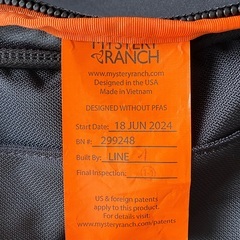 MYSTERY
RANCH
www.mysteryranch.com
Designed in the USA
Made in Vietnam
DESIGNED WITHOUT PFAS
Start Date: 18 JUN 2024
BN #: 299248
Built By: LINE
Final Inspection:
US & foreign patents
apply to this product.
For details visit:
www.mysteryranch.com/patents